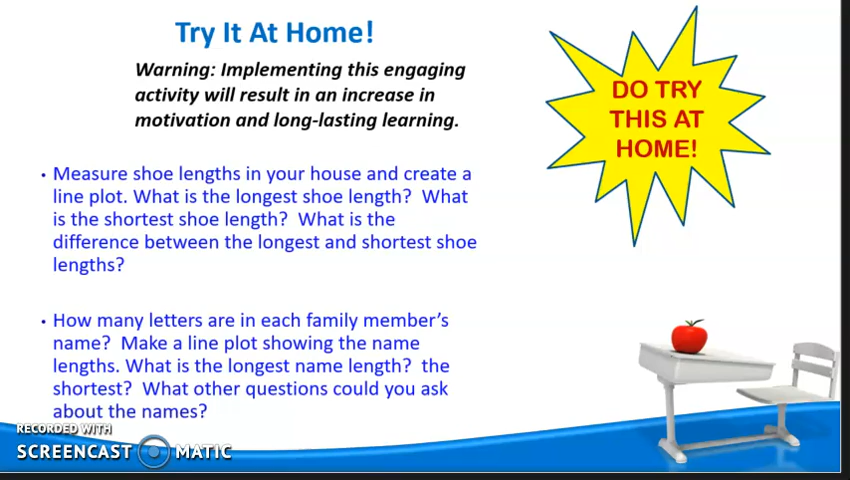 Try It At Home!
Warning: Implementing this engaging
activity will result in an increase in
motivation and long-lasting learning.
DO TRY
THIS AT
HOME!
• Measure shoe lengths in your house and create a
line plot. What is the longest shoe length?  What
is the shortest shoe length?  What is the
difference between the longest and shortest shoe
lengths?
• How many letters are in each family member's
name?  Make a line plot showing the name
lengths. What is the longest name length?  the
shortest?  What other questions could you ask
about the names?
RECORDED WITH
SCREENCAST MATIC